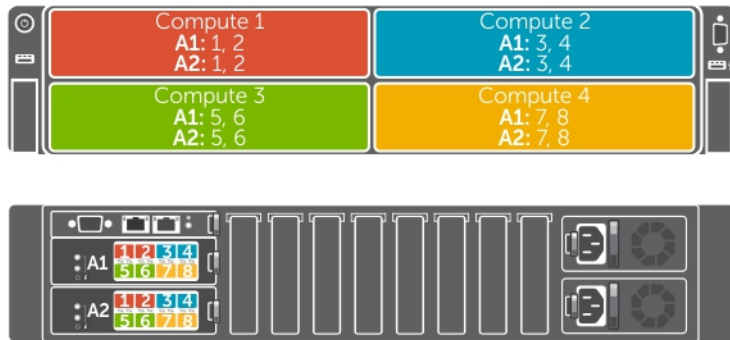 Compute 1
A1: 1, 2
A2: 1, 2
Compute 2
A1: 3, 4
A2: 3, 4
Compute 3
A1: 5, 6
A2: 5, 6
Compute 4
A1: 7, 8
A2: 7, 8
A1
1 2 3 4
5 6 7 8
A2
1 2 3 4
5 6 7 8